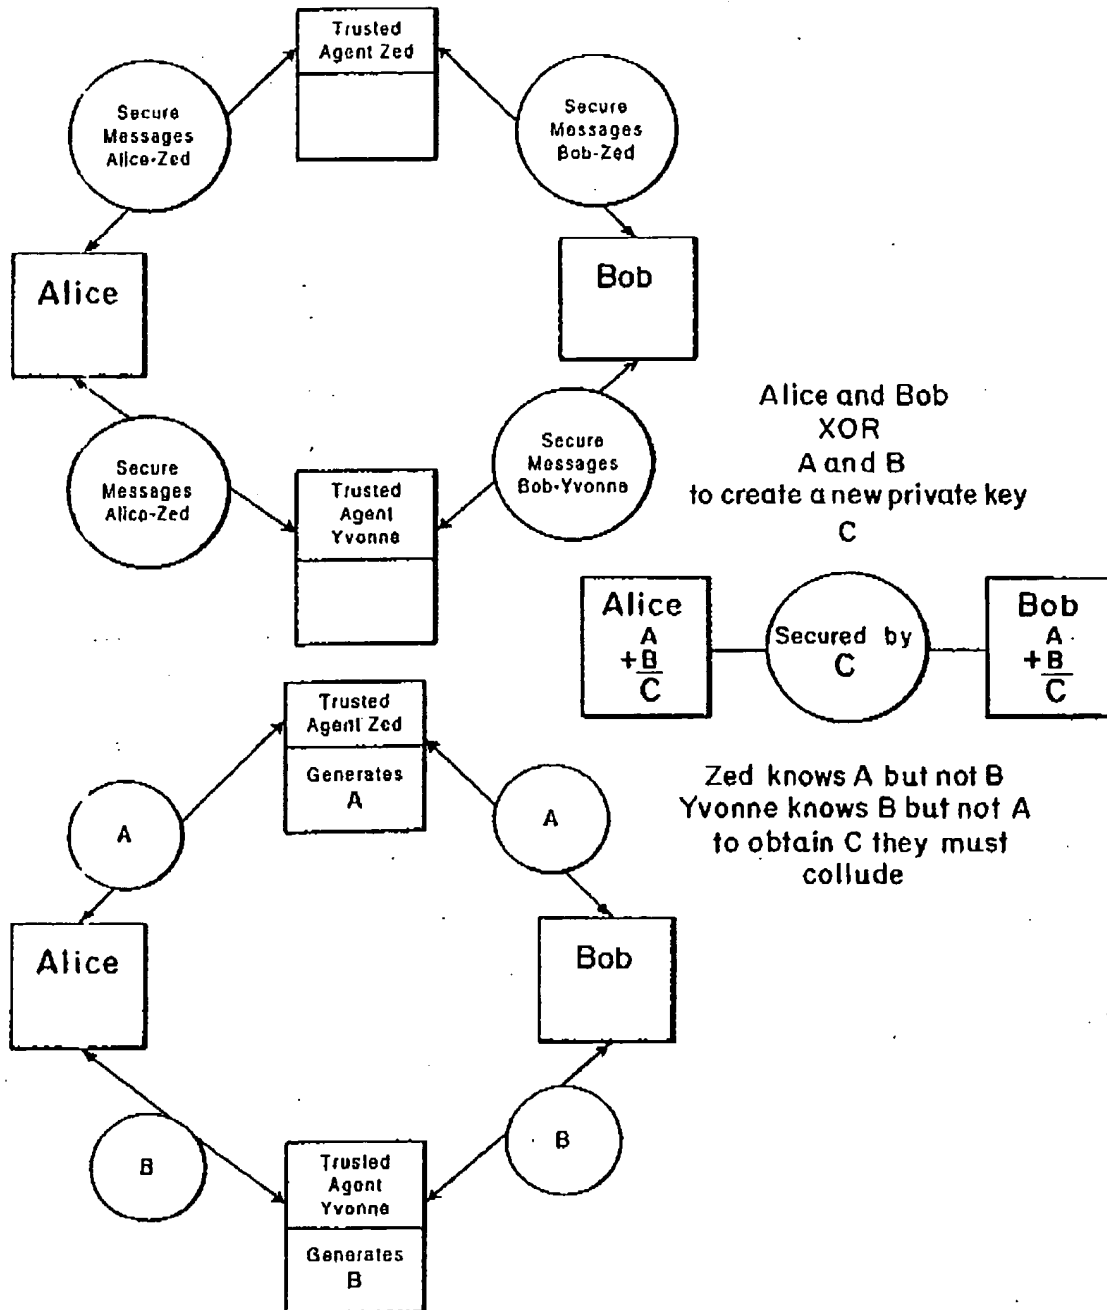 Trusted
Agent Zed
Secure
Messages
Alice-Zed
Secure
Messages
Bob-Zed
Alice
Bob
Secure
Messages
Alice-Zed
Trusted
Agent
Yvonne
Secure
Messages
Bob-Yvonne
Alice and Bob
XOR
A and B
to create a new private key
C
Alice
A
+B
C
Secured by
C
Bob
A
+B
C
Zed knows A but not B
Yvonne knows B but not A
to obtain C they must
collude
Trusted
Agent Zed
Generates
A
A
A
Alice
Bob
B
B
Trusted
Agent
Yvonne
Generates
B